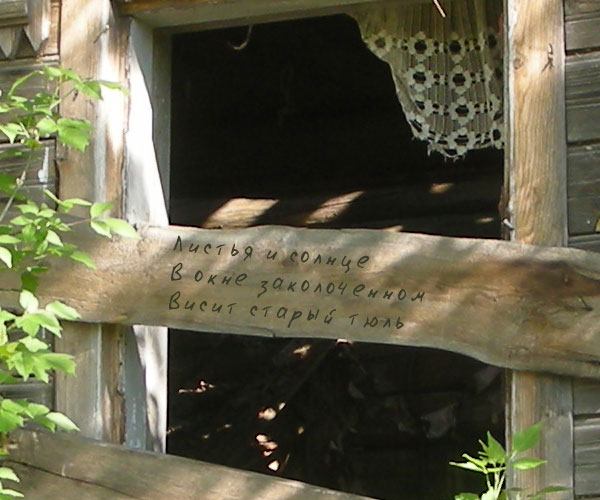 Листья и солнце
В окне заколоченном
Висит старый тюль